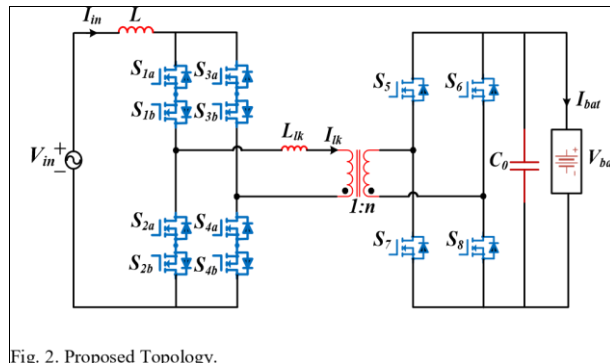 I_in L
S_1a S_3a
S_1b S_3b
S_5 S_6
I_bat
L_lk I_lk
V_in + −
C_0
+ −
V_ba
1:n
S_2a S_4a
S_2b S_4b
S_7 S_8
Fig. 2. Proposed Topology.